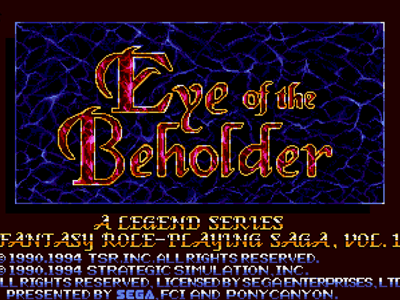 Eye of the
Beholder
A LEGEND SERIES
FANTASY ROLE-PLAYING SAGA, VOL. 1
©1990,1994 TSR, INC. ALL RIGHTS RESERVED.
©1990,1994 STRATEGIC SIMULATION, INC.
ALL RIGHTS RESERVED. LICENSED BY SEGA ENTERPRISES, LTD
PRESENTED BY SEGA, FCI AND PONYCANYON.